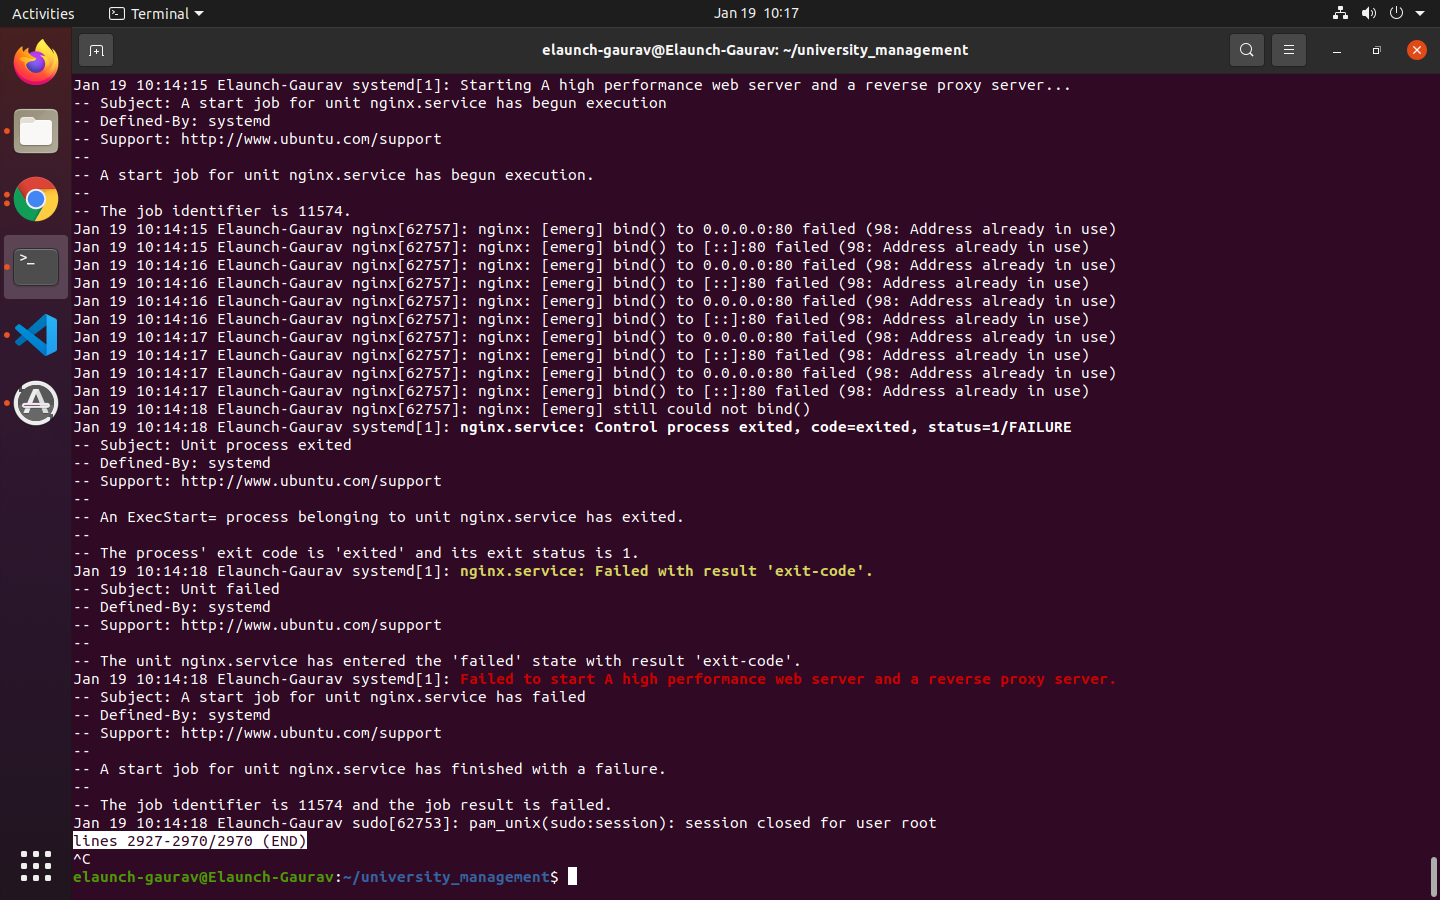 Activities
Terminal
Jan 19 10:17
elaunch-gaurav@Elaunch-Gaurav: ~/university_management
Jan 19 10:14:15 Elaunch-Gaurav systemd[1]: Starting A high performance web server and a reverse proxy server...
-- Subject: A start job for unit nginx.service has begun execution
-- Defined-By: systemd
-- Support: http://www.ubuntu.com/support
--
-- A start job for unit nginx.service has begun execution.
--
-- The job identifier is 11574.
Jan 19 10:14:15 Elaunch-Gaurav nginx[62757]: nginx: [emerg] bind() to 0.0.0.0:80 failed (98: Address already in use)
Jan 19 10:14:15 Elaunch-Gaurav nginx[62757]: nginx: [emerg] bind() to [::]:80 failed (98: Address already in use)
Jan 19 10:14:16 Elaunch-Gaurav nginx[62757]: nginx: [emerg] bind() to 0.0.0.0:80 failed (98: Address already in use)
Jan 19 10:14:16 Elaunch-Gaurav nginx[62757]: nginx: [emerg] bind() to [::]:80 failed (98: Address already in use)
Jan 19 10:14:16 Elaunch-Gaurav nginx[62757]: nginx: [emerg] bind() to 0.0.0.0:80 failed (98: Address already in use)
Jan 19 10:14:16 Elaunch-Gaurav nginx[62757]: nginx: [emerg] bind() to [::]:80 failed (98: Address already in use)
Jan 19 10:14:17 Elaunch-Gaurav nginx[62757]: nginx: [emerg] bind() to 0.0.0.0:80 failed (98: Address already in use)
Jan 19 10:14:17 Elaunch-Gaurav nginx[62757]: nginx: [emerg] bind() to [::]:80 failed (98: Address already in use)
Jan 19 10:14:17 Elaunch-Gaurav nginx[62757]: nginx: [emerg] bind() to 0.0.0.0:80 failed (98: Address already in use)
Jan 19 10:14:17 Elaunch-Gaurav nginx[62757]: nginx: [emerg] bind() to [::]:80 failed (98: Address already in use)
Jan 19 10:14:18 Elaunch-Gaurav nginx[62757]: nginx: [emerg] still could not bind()
Jan 19 10:14:18 Elaunch-Gaurav systemd[1]: nginx.service: Control process exited, code=exited, status=1/FAILURE
-- Subject: Unit process exited
-- Defined-By: systemd
-- Support: http://www.ubuntu.com/support
--
-- An ExecStart= process belonging to unit nginx.service has exited.
--
-- The process' exit code is 'exited' and its exit status is 1.
Jan 19 10:14:18 Elaunch-Gaurav systemd[1]: nginx.service: Failed with result 'exit-code'.
-- Subject: Unit failed
-- Defined-By: systemd
-- Support: http://www.ubuntu.com/support
--
-- The unit nginx.service has entered the 'failed' state with result 'exit-code'.
Jan 19 10:14:18 Elaunch-Gaurav systemd[1]: Failed to start A high performance web server and a reverse proxy server.
-- Subject: A start job for unit nginx.service has failed
-- Defined-By: systemd
-- Support: http://www.ubuntu.com/support
--
-- A start job for unit nginx.service has finished with a failure.
--
-- The job identifier is 11574 and the job result is failed.
Jan 19 10:14:18 Elaunch-Gaurav sudo[62753]: pam_unix(sudo:session): session closed for user root
lines 2927-2970/2970 (END)
^C
elaunch-gaurav@Elaunch-Gaurav:~/university_management$